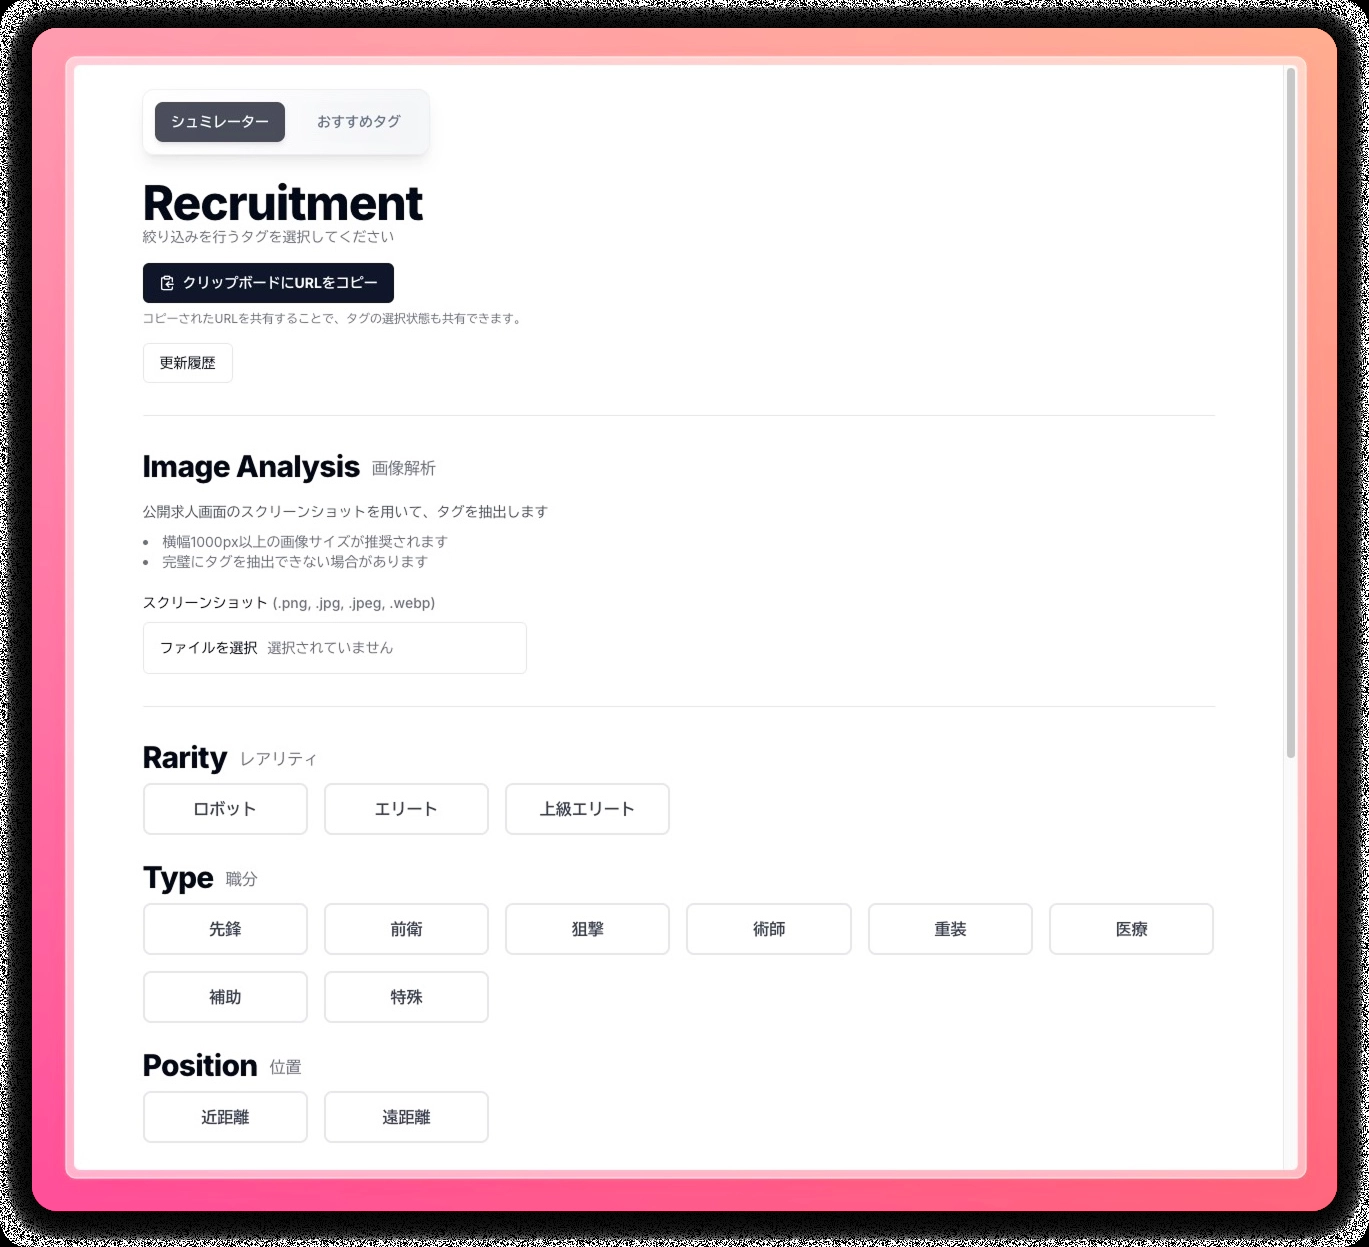 シュミレーター おすすめタグ
Recruitment
絞り込みを行うタグを選択してください
クリップボードにURLをコピー
コピーされたURLを共有することで、タグの選択状態も共有できます。
更新履歴
Image Analysis 画像解析
公開求人画面のスクリーンショットを用いて、タグを抽出します
• 横幅1000px以上の画像サイズが推奨されます
• 完璧にタグを抽出できない場合があります
スクリーンショット (.png, .jpg, .jpeg, .webp)
ファイルを選択 選択されていません
Rarity レアリティ
ロボット エリート 上級エリート
Type 職分
先鋒 前衛 狙撃 術師 重装 医療
補助 特殊
Position 位置
近距離 遠距離